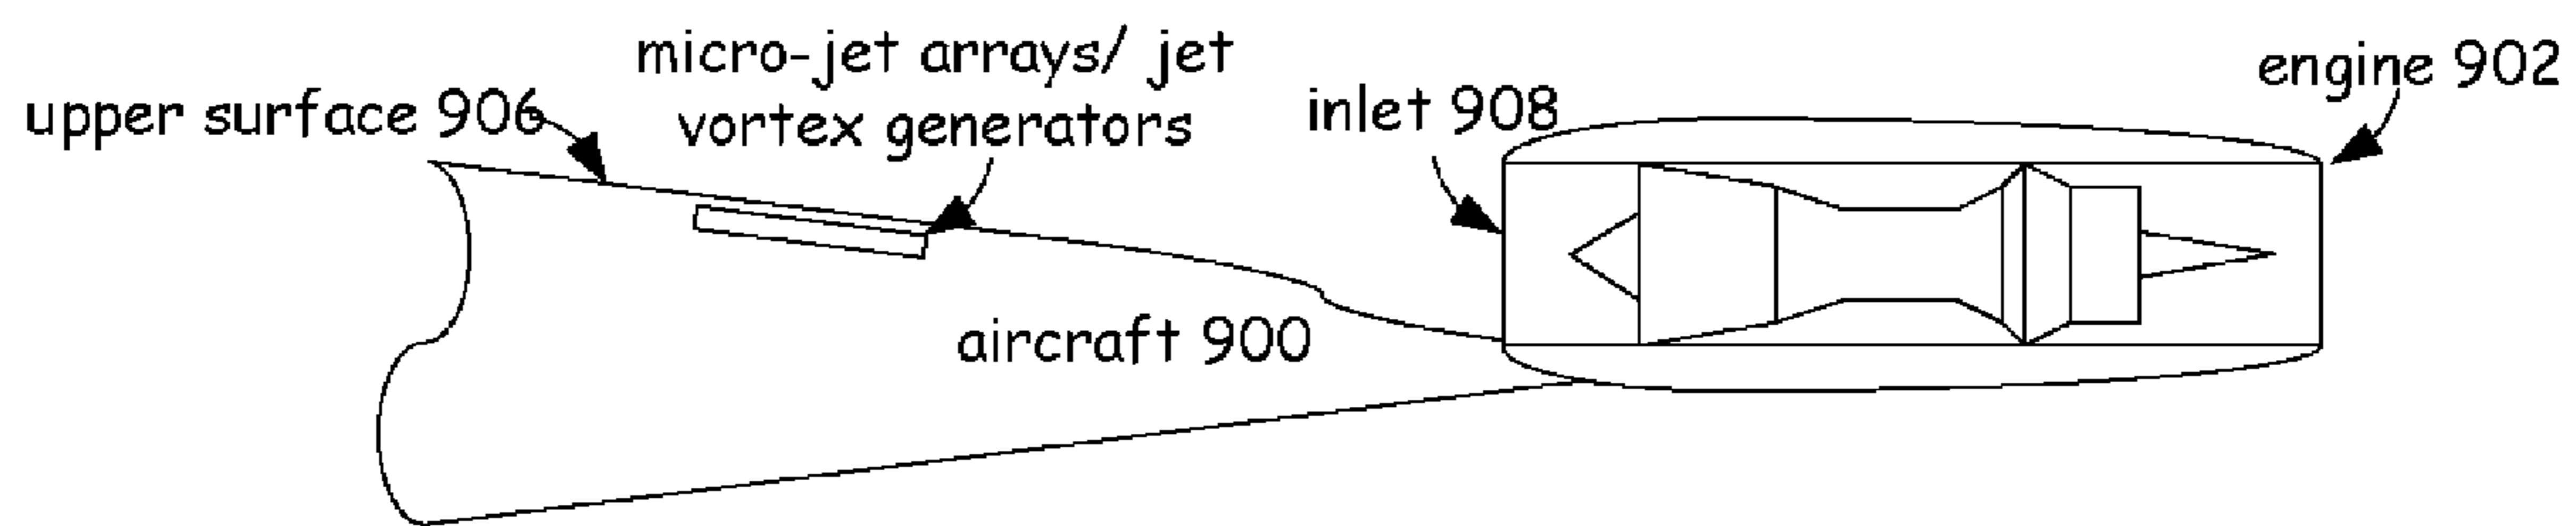 micro-jet arrays/ jet
vortex generators
upper surface 906
inlet 908
engine 902
aircraft 900